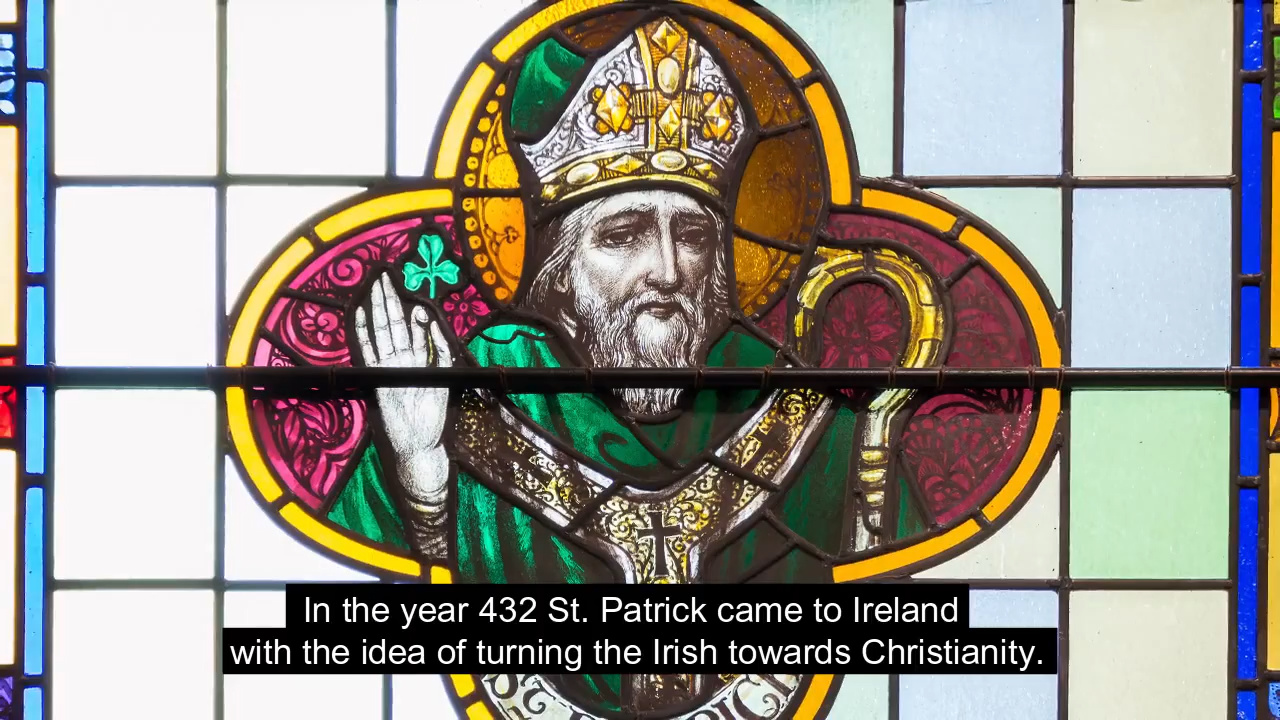 In the year 432 St. Patrick came to Ireland
with the idea of turning the Irish towards Christianity.